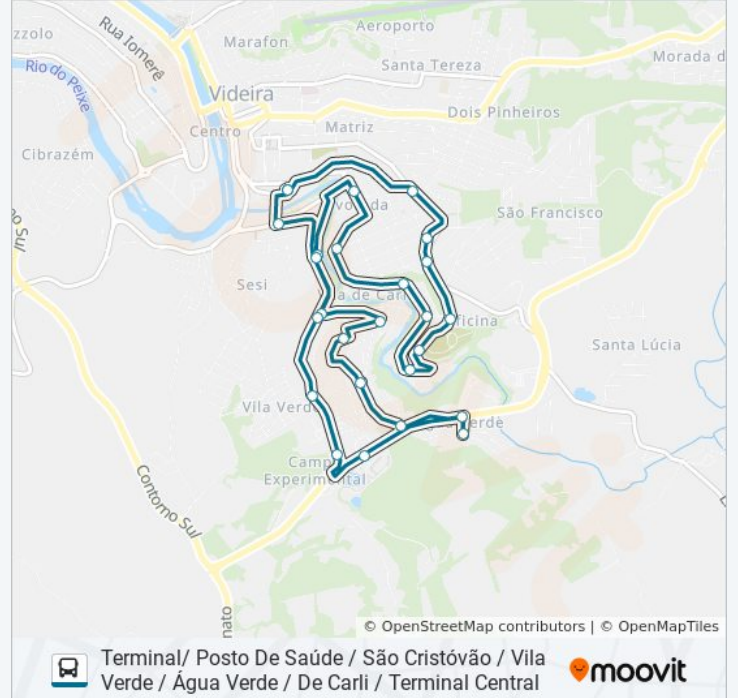 Aeroporto
Rua Iomerê
Marafon
zzolo
Santa Tereza
Morada d
Rio do Peixe
Videira
Dois Pinheiros
Centro
Matriz
Cibrazém
São Francisco
Sesi
Santa Lúcia
Vila Verde
Campo
Experimental
Contorno Sul
nato
© OpenStreetMap contributors | © OpenMapTiles
Terminal/ Posto De Saúde / São Cristóvão / Vila
Verde / Água Verde / De Carli / Terminal Central
moovit